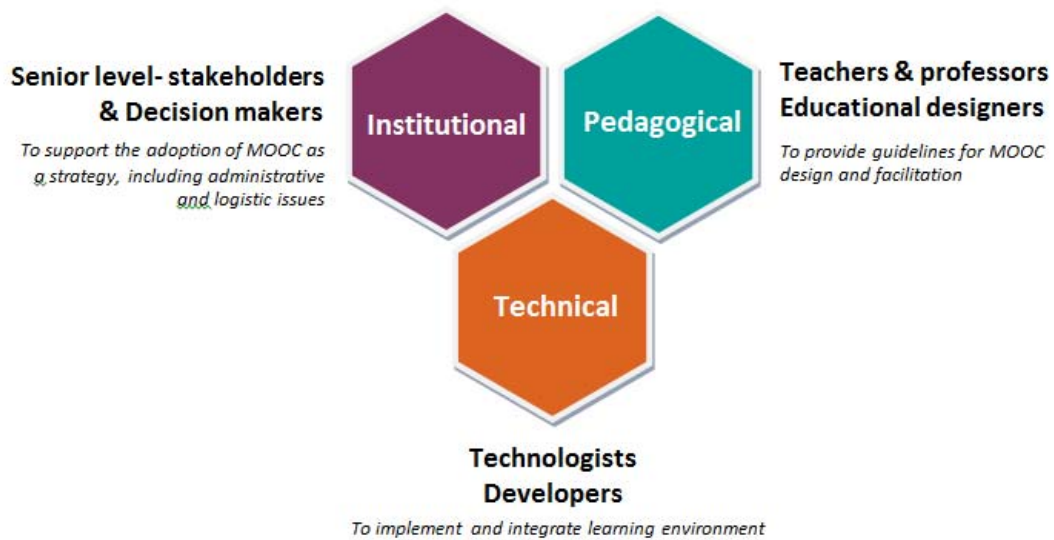 Senior level- stakeholders
& Decision makers
To support the adoption of MOOC as
a strategy, including administrative
and logistic issues
Institutional
Pedagogical
Teachers & professors
Educational designers
To provide guidelines for MOOC
design and facilitation
Technical
Technologists
Developers
To implement and integrate learning environment